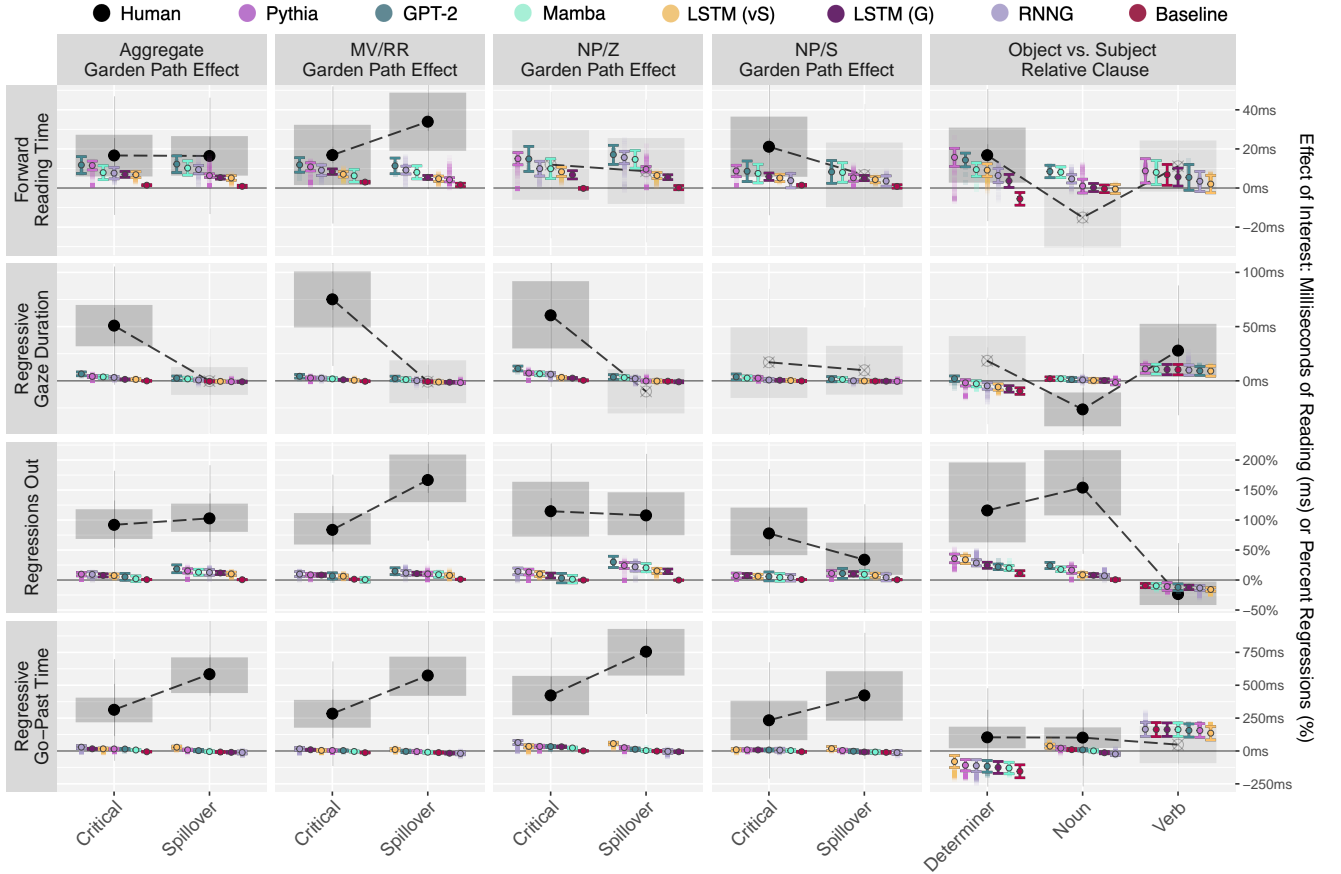 Human Pythia GPT-2 Mamba LSTM (vS) LSTM (G) RNNG Baseline
Aggregate
Garden Path Effect
MV/RR
Garden Path Effect
NP/Z
Garden Path Effect
NP/S
Garden Path Effect
Object vs. Subject
Relative Clause
Forward
Reading Time
40ms
20ms
0ms
−20ms
Regressive
Gaze Duration
100ms
50ms
0ms
Regressions Out
200%
150%
100%
50%
0%
−50%
Regressive
Go−Past Time
750ms
500ms
250ms
0ms
−250ms
Effect of Interest: Milliseconds of Reading (ms) or Percent Regressions (%)
Critical Spillover Critical Spillover Critical Spillover Critical Spillover Determiner Noun Verb